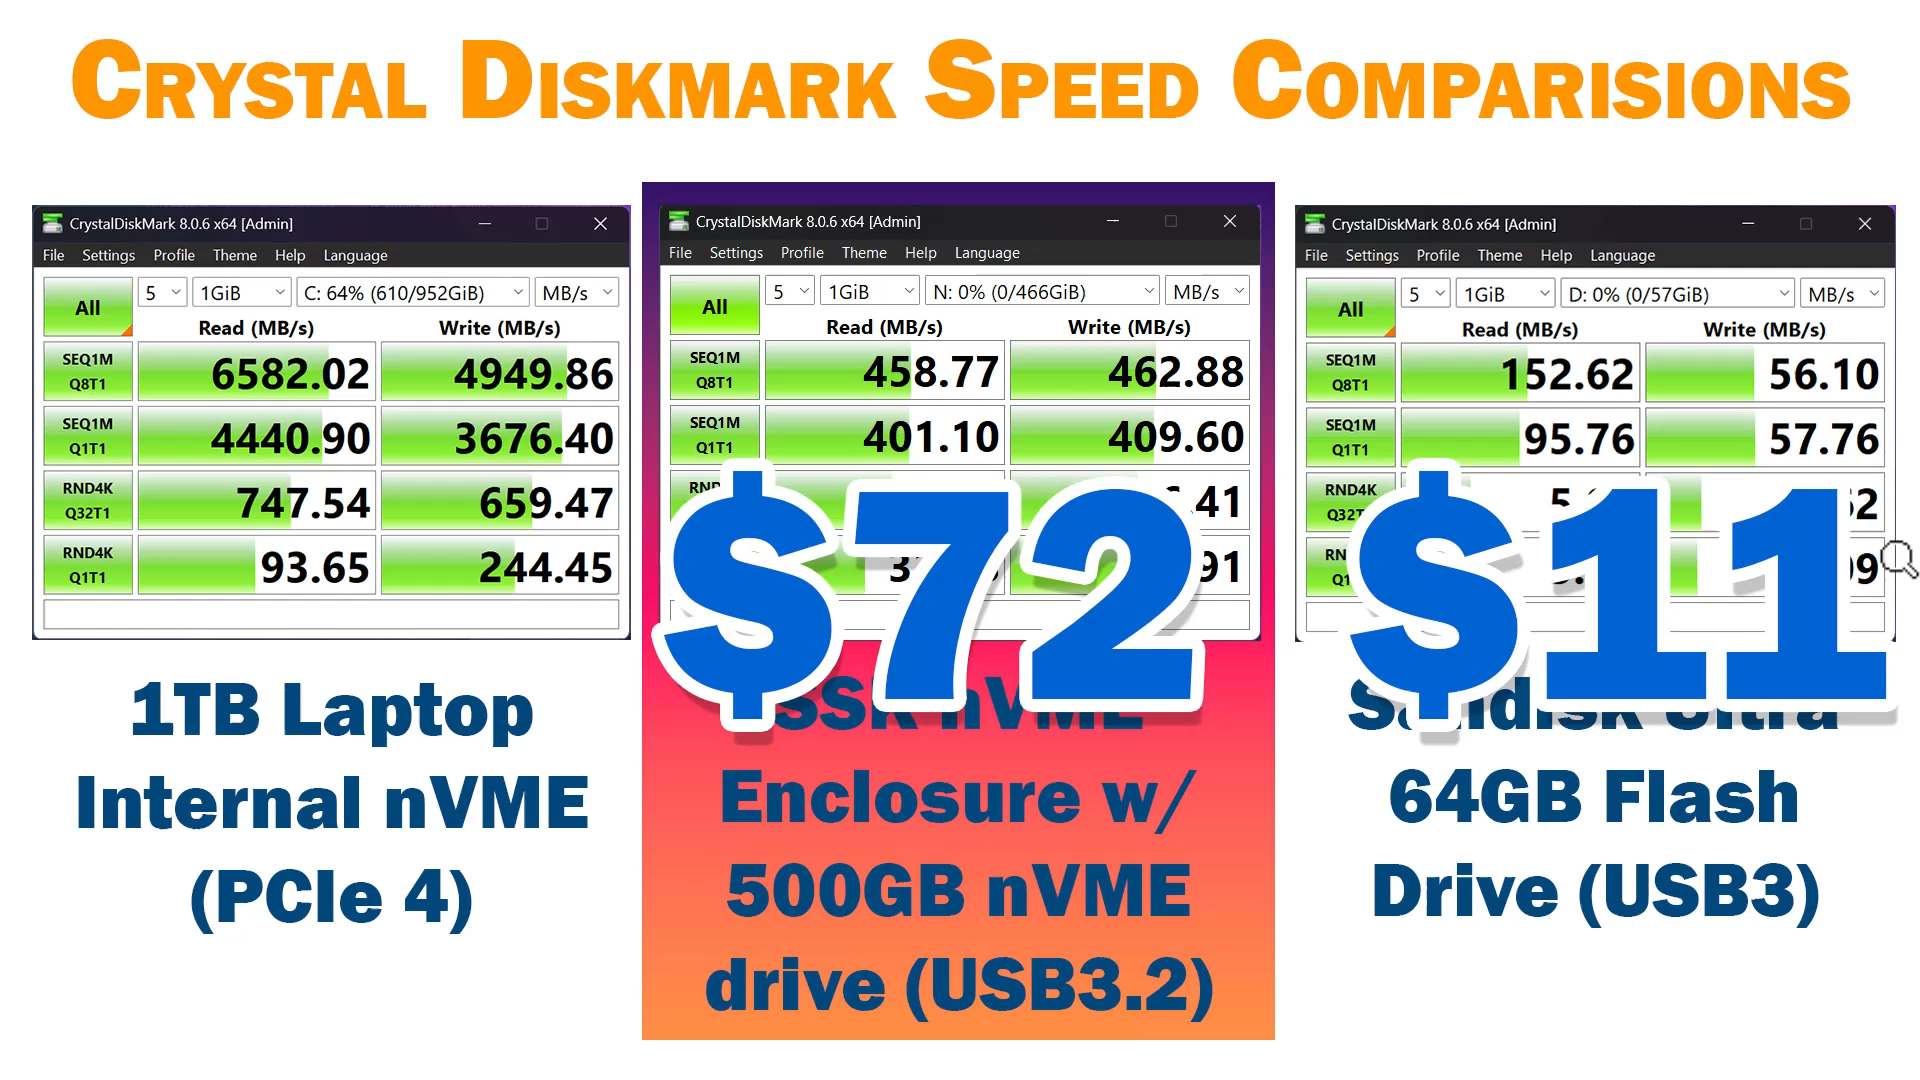 CRYSTAL DISKMARK SPEED COMPARISIONS
CrystalDiskMark 8.0.6 x64 [Admin]
File Settings Profile Theme Help Language
All 5 1GiB C: 64% (610/952GiB) MB/s
Read (MB/s) Write (MB/s)
SEQ1M Q8T1 6582.02 4949.86
SEQ1M Q1T1 4440.90 3676.40
RND4K Q32T1 747.54 659.47
RND4K Q1T1 93.65 244.45
1TB Laptop
Internal nVME
(PCIe 4)
CrystalDiskMark 8.0.6 x64 [Admin]
File Settings Profile Theme Help Language
All 5 1GiB N: 0% (0/466GiB) MB/s
Read (MB/s) Write (MB/s)
SEQ1M Q8T1 458.77 462.88
SEQ1M Q1T1 401.10 409.60
$72
SSK nVME
Enclosure w/
500GB nVME
drive (USB3.2)
CrystalDiskMark 8.0.6 x64 [Admin]
File Settings Profile Theme Help Language
All 5 1GiB D: 0% (0/57GiB) MB/s
Read (MB/s) Write (MB/s)
SEQ1M Q8T1 152.62 56.10
SEQ1M Q1T1 95.76 57.76
RND4K
$11
Sandisk Ultra
64GB Flash
Drive (USB3)